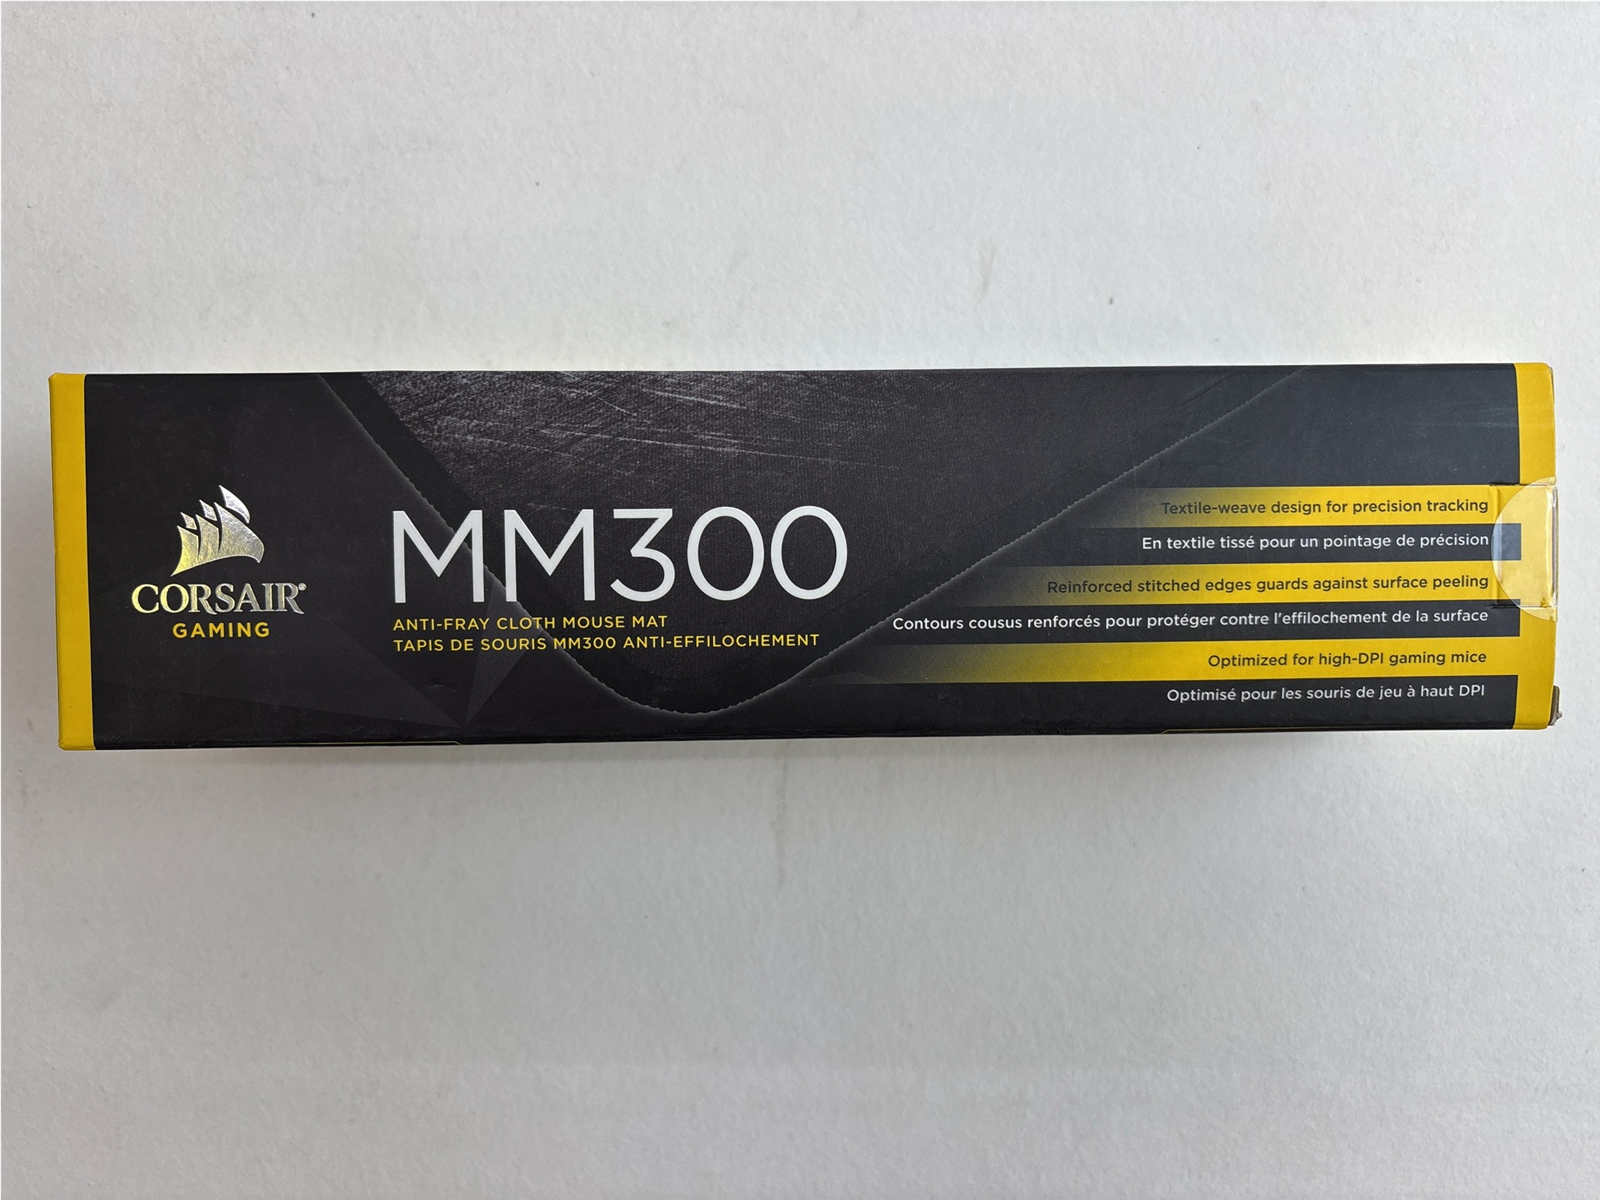 CORSAIR
GAMING
MM300
ANTI-FRAY CLOTH MOUSE MAT
TAPIS DE SOURIS MM300 ANTI-EFFILOCHEMENT
Textile-weave design for precision tracking
En textile tissé pour un pointage de précision
Reinforced stitched edges guards against surface peeling
Contours cousus renforcés pour protéger contre l'effilochement de la surface
Optimized for high-DPI gaming mice
Optimisé pour les souris de jeu à haut DPI